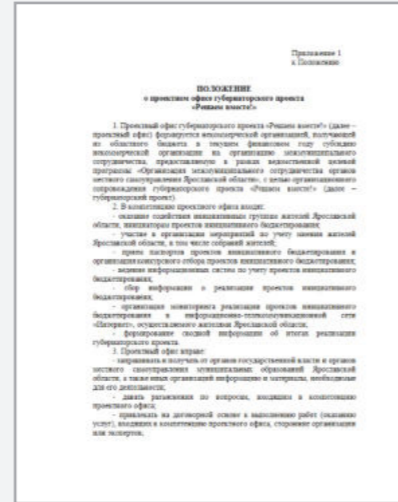 Приложение 1
к Положению
ПОЛОЖЕНИЕ
о проектном офисе губернаторского проекта
«Решаем вместе!»
1. Проектный офис губернаторского проекта «Решаем вместе!» (далее –
проектный офис) формируется некоммерческой организацией, получающей
из областного бюджета в текущем финансовом году субсидию
некоммерческой организации на организацию межмуниципального
сотрудничества, предоставляемую в рамках ведомственной целевой
программы «Организация межмуниципального сотрудничества органов
местного самоуправления Ярославской области», с целью организационного
сопровождения губернаторского проекта «Решаем вместе!» (далее –
губернаторский проект).
2. В компетенцию проектного офиса входит:
- оказание содействия инициативным группам жителей Ярославской
области, инициаторам проектов инициативного бюджетирования;
- участие в организации мероприятий по учету мнения жителей
Ярославской области, в том числе собраний жителей;
- прием паспортов проектов инициативного бюджетирования и
организация конкурсного отбора проектов инициативного бюджетирования;
- ведение информационных систем по учету проектов инициативного
бюджетирования;
- сбор информации о реализации проектов инициативного
бюджетирования;
- организация мониторинга реализации проектов инициативного
бюджетирования в информационно-телекоммуникационной сети
«Интернет», осуществляемого жителями Ярославской области;
- формирование сводной информации об итогах реализации
губернаторского проекта.
3. Проектный офис вправе:
- запрашивать и получать от органов государственной власти и органов
местного самоуправления муниципальных образований Ярославской
области, а также иных организаций информацию и материалы, необходимые
для его деятельности;
- давать разъяснения по вопросам, входящим в компетенцию
проектного офиса;
- привлекать на договорной основе к выполнению работ (оказанию
услуг), входящих в компетенцию проектного офиса, сторонние организации
или экспертов;